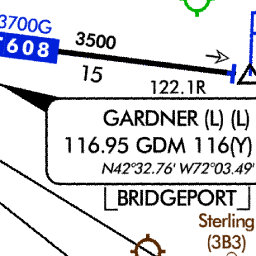 3700G
T608
3500
15
122.1R
GARDNER (L) (L)
116.95 GDM 116(Y)
N42°32.76' W72°03.49'
BRIDGEPORT
Sterling
(3B3)